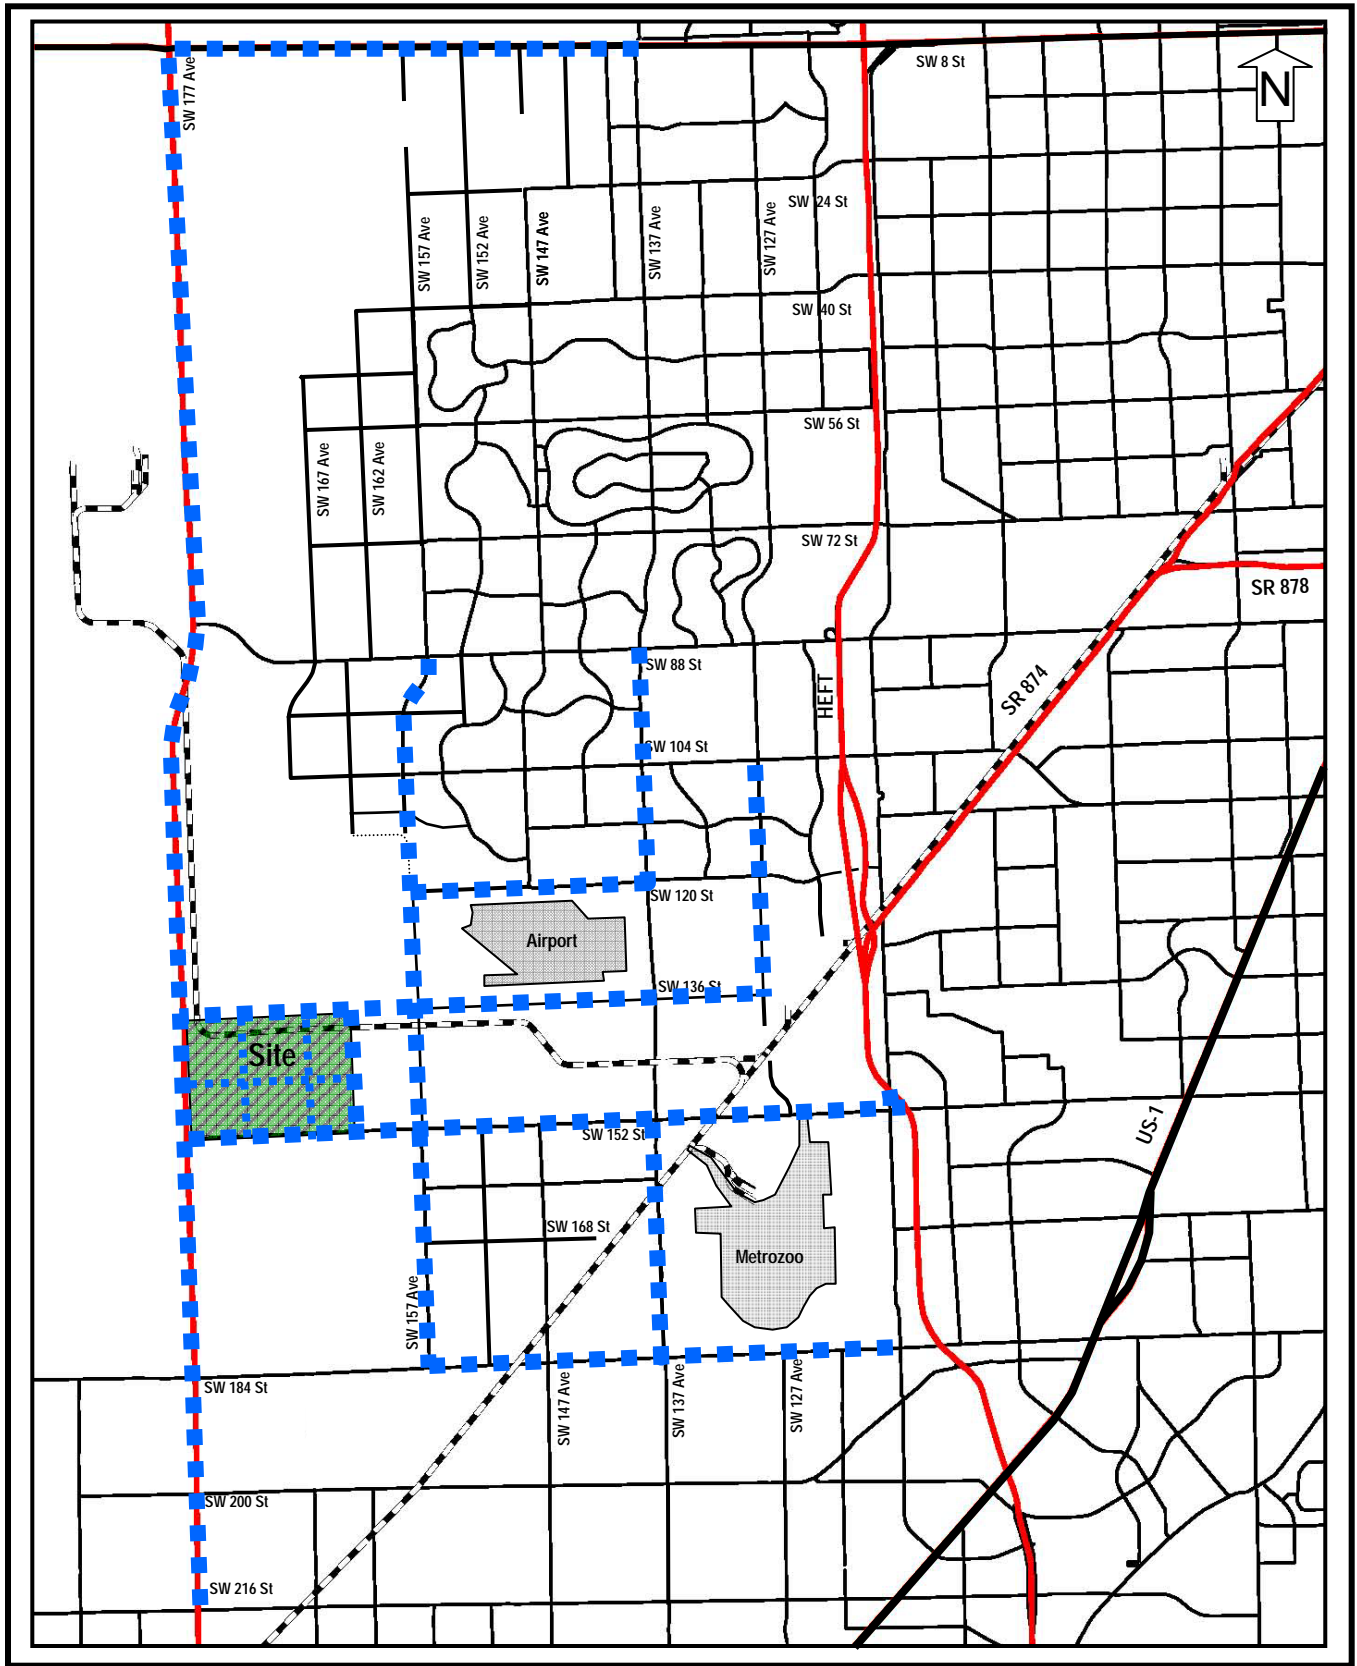 SW 8 St
N
SW 177 Ave
SW 24 St
SW 157 Ave
SW 152 Ave
SW 147 Ave
SW 137 Ave
SW 127 Ave
SW 40 St
SW 56 St
SW 167 Ave
SW 162 Ave
SW 72 St
SR 878
SW 88 St
SR 874
HEFT
SW 104 St
SW 120 St
Airport
SW 136 St
Site
US-1
SW 152 St
SW 168 St
Metrozoo
SW 157 Ave
SW 184 St
SW 147 Ave
SW 137 Ave
SW 127 Ave
SW 200 St
SW 216 St